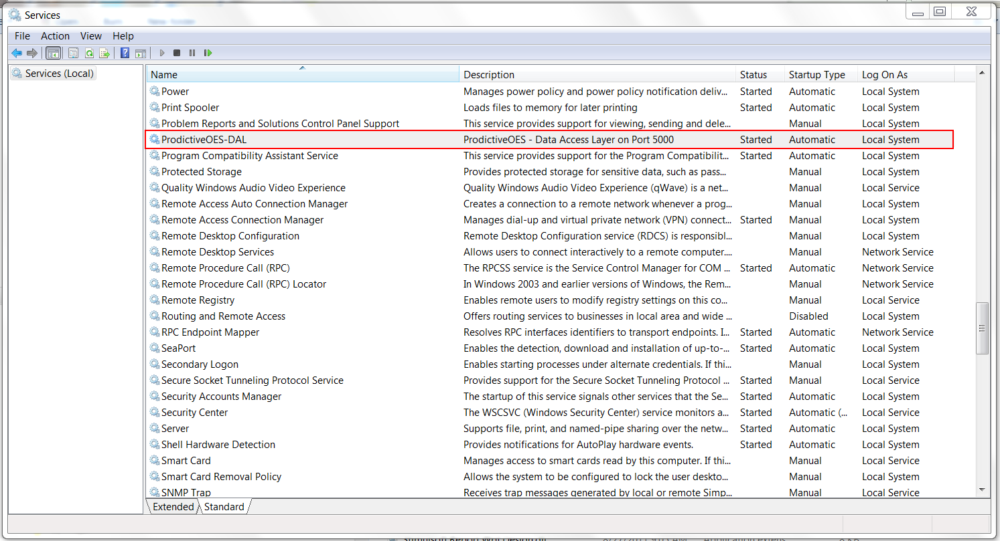 Services
File Action View Help
Services (Local)
Name Description Status Startup Type Log On As
Power Manages power policy and power policy notification deliv... Started Automatic Local System
Print Spooler Loads files to memory for later printing Started Automatic Local System
Problem Reports and Solutions Control Panel Support This service provides support for viewing, sending and dele... Manual Local System
ProdictiveOES-DAL ProdictiveOES - Data Access Layer on Port 5000 Started Automatic Local System
Program Compatibility Assistant Service This service provides support for the Program Compatibilit... Started Automatic Local System
Protected Storage Provides protected storage for sensitive data, such as pass... Manual Local System
Quality Windows Audio Video Experience Quality Windows Audio Video Experience (qWave) is a net... Manual Local Service
Remote Access Auto Connection Manager Creates a connection to a remote network whenever a prog... Manual Local System
Remote Access Connection Manager Manages dial-up and virtual private network (VPN) connect... Started Manual Local System
Remote Desktop Configuration Remote Desktop Configuration service (RDCS) is responsibl... Manual Local System
Remote Desktop Services Allows users to connect interactively to a remote computer.... Manual Network Service
Remote Procedure Call (RPC) The RPCSS service is the Service Control Manager for COM ... Started Automatic Network Service
Remote Procedure Call (RPC) Locator In Windows 2003 and earlier versions of Windows, the Rem... Manual Network Service
Remote Registry Enables remote users to modify registry settings on this co... Manual Local Service
Routing and Remote Access Offers routing services to businesses in local area and wide ... Disabled Local System
RPC Endpoint Mapper Resolves RPC interfaces identifiers to transport endpoints. I... Started Automatic Network Service
SeaPort Enables the detection, download and installation of up-to-... Started Automatic Local System
Secondary Logon Enables starting processes under alternate credentials. If thi... Manual Local System
Secure Socket Tunneling Protocol Service Provides support for the Secure Socket Tunneling Protocol ... Started Manual Local Service
Security Accounts Manager The startup of this service signals other services that the Se... Started Automatic Local System
Security Center The WSCSVC (Windows Security Center) service monitors a... Started Automatic (... Local Service
Server Supports file, print, and named-pipe sharing over the netw... Started Automatic Local System
Shell Hardware Detection Provides notifications for AutoPlay hardware events. Started Automatic Local System
Smart Card Manages access to smart cards read by this computer. If thi... Manual Local Service
Smart Card Removal Policy Allows the system to be configured to lock the user deskto... Manual Local System
SNMP Trap Receives trap messages generated by local or remote Simp... Manual Local Service
Extended Standard